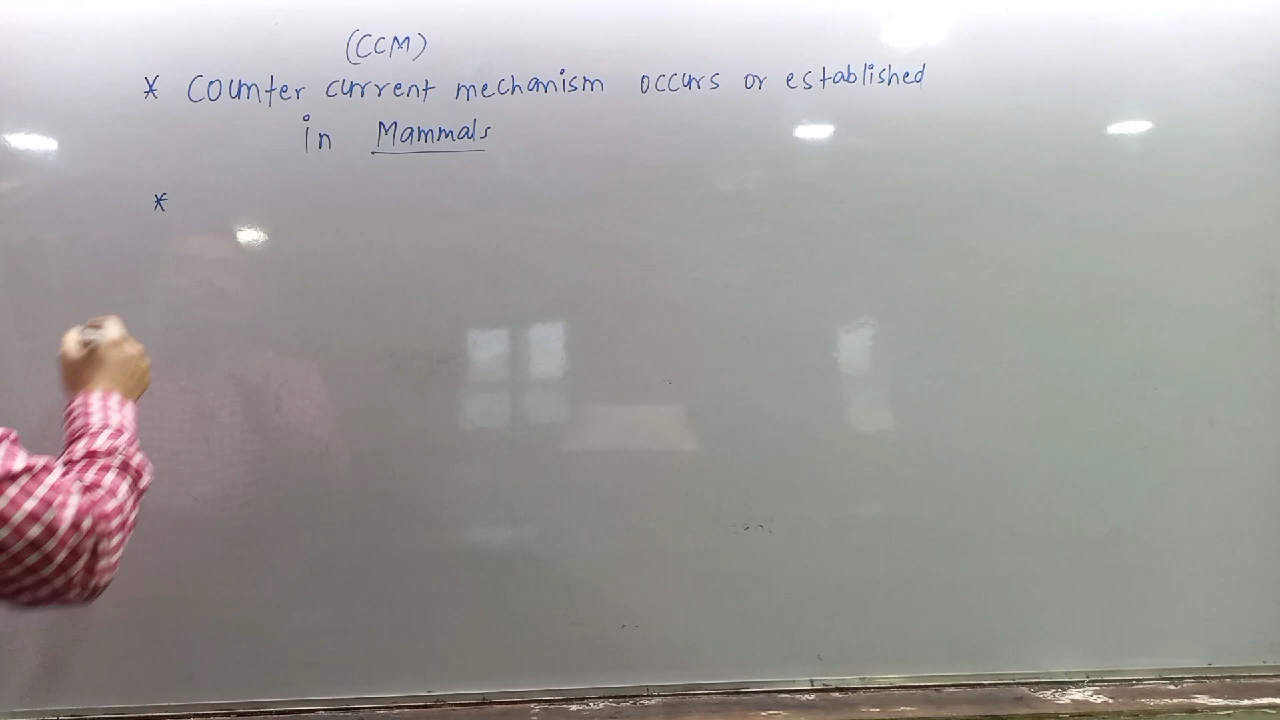 (CCM)
* Counter current mechanism occurs or established
in Mammals
*